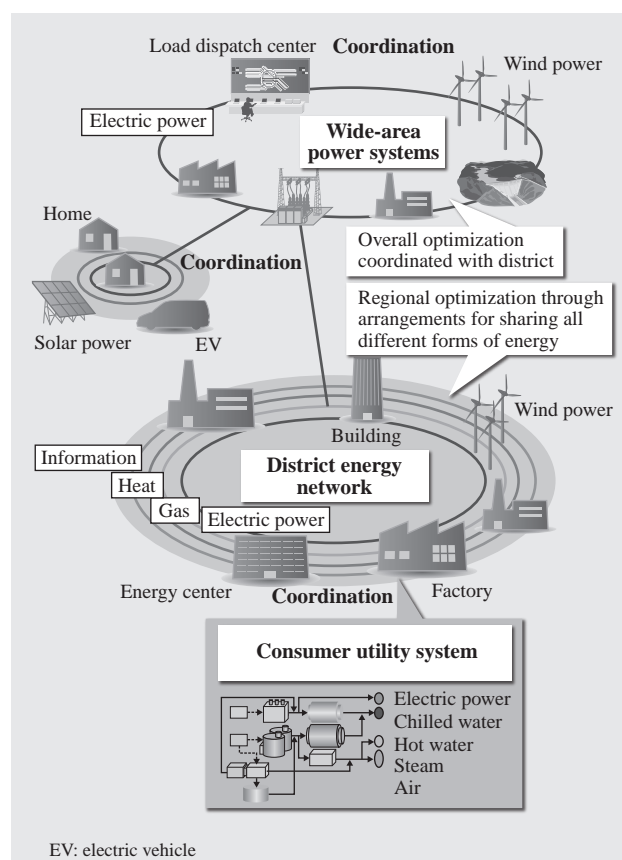 Load dispatch center
Coordination
Wind power
Electric power
Wide-area
power systems
Home
Overall optimization
coordinated with district
Coordination
Regional optimization through
arrangements for sharing all
different forms of energy
Solar power
EV
Wind power
Building
Information
District energy
network
Heat
Gas
Electric power
Energy center
Coordination
Factory
Consumer utility system
Electric power
Chilled water
Hot water
Steam
Air
EV: electric vehicle